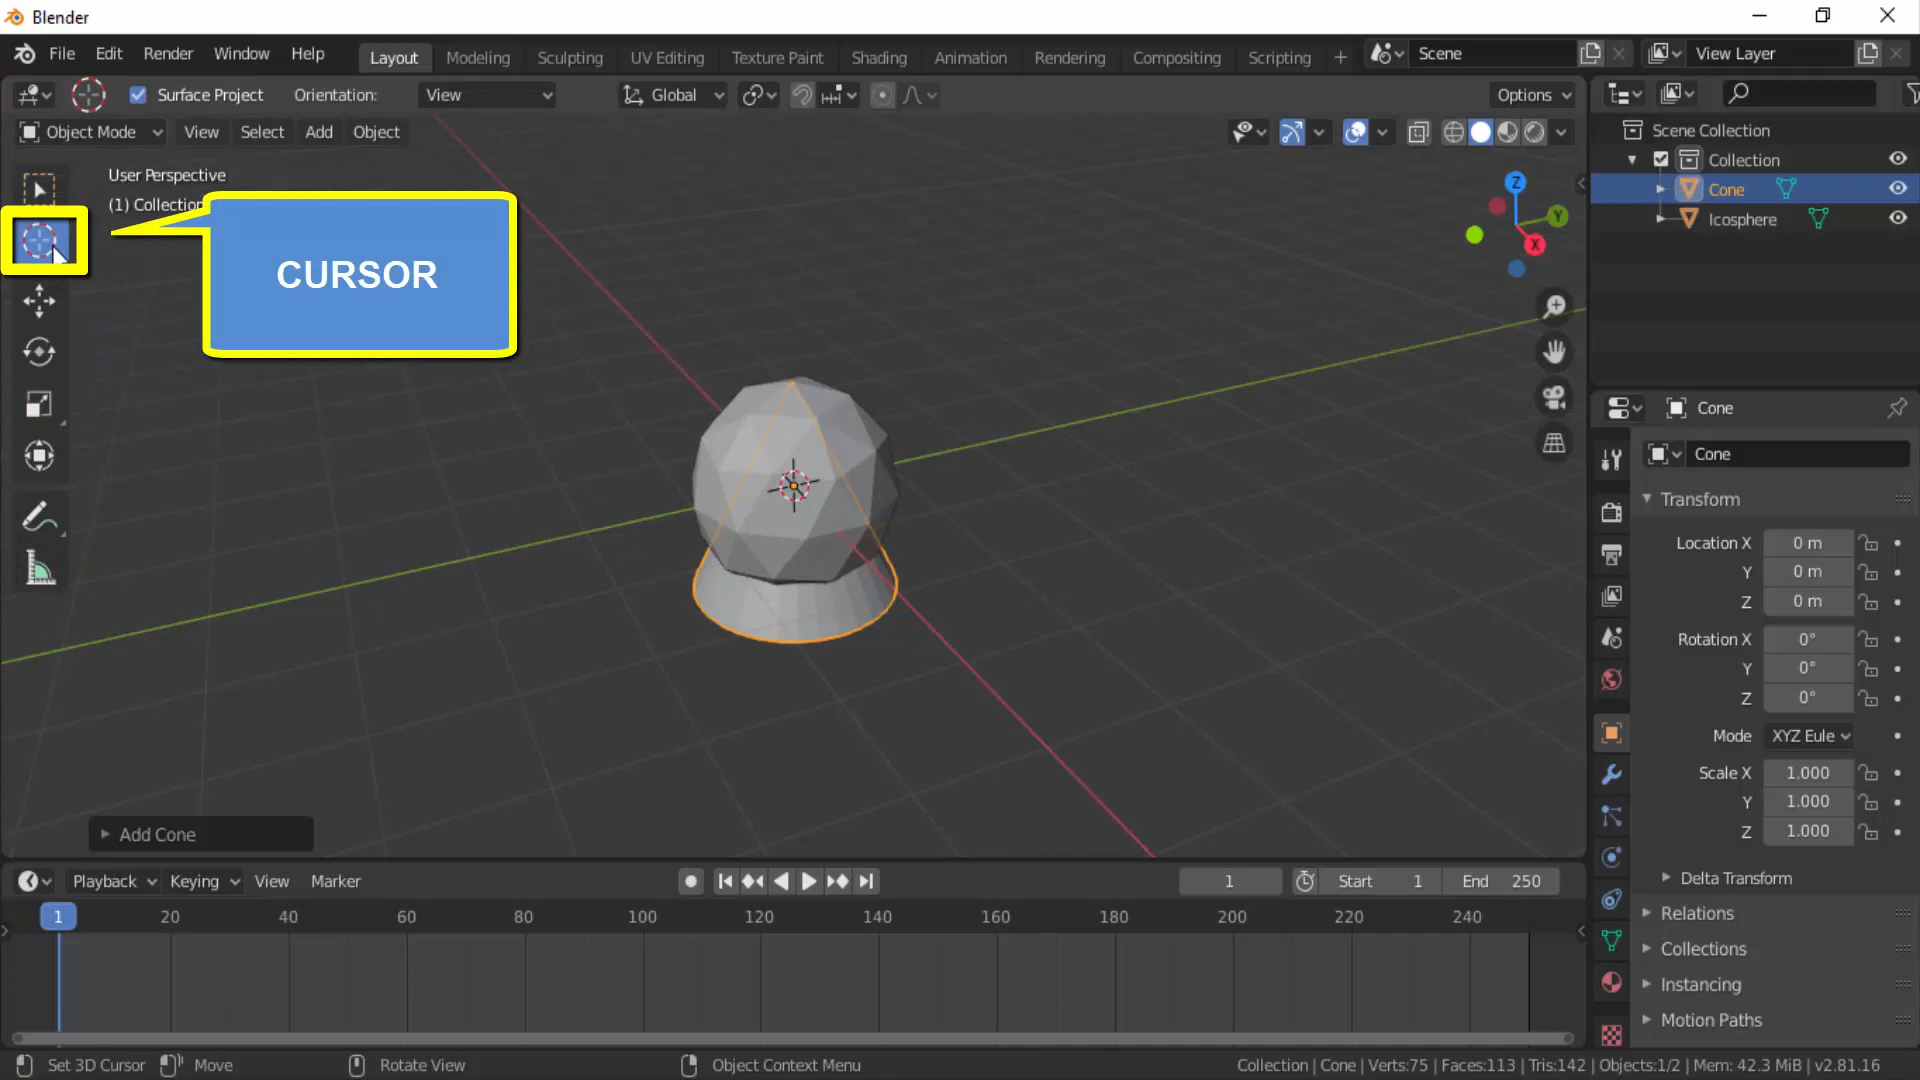 Blender
File Edit Render Window Help Layout Modeling Sculpting UV Editing Texture Paint Shading Animation Rendering Compositing Scripting + Scene View Layer
Surface Project Orientation: View Global Options
Object Mode View Select Add Object
Scene Collection
Collection
Cone
Icosphere
User Perspective
(1) Collection
CURSOR
Z
Y
X
Cone
Cone
Transform
Location X 0 m
Y 0 m
Z 0 m
Rotation X 0°
Y 0°
Z 0°
Mode XYZ Eule
Scale X 1.000
Y 1.000
Z 1.000
Delta Transform
Relations
Collections
Instancing
Motion Paths
Add Cone
Playback Keying View Marker 1 Start 1 End 250
1 20 40 60 80 100 120 140 160 180 200 220 240
Set 3D Cursor Move Rotate View Object Context Menu Collection | Cone | Verts:75 | Faces:113 | Tris:142 | Objects:1/2 | Mem: 42.3 MiB | v2.81.16